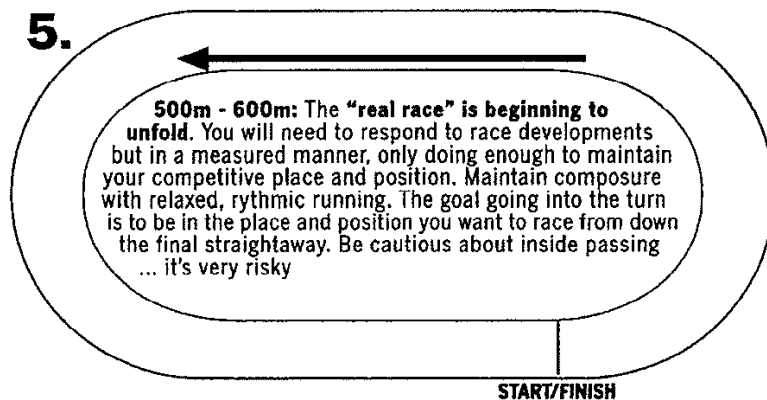 5.
500m - 600m: The "real race" is beginning to
unfold. You will need to respond to race developments
but in a measured manner, only doing enough to maintain
your competitive place and position. Maintain composure
with relaxed, rythmic running. The goal going into the turn
is to be in the place and position you want to race from down
the final straightaway. Be cautious about inside passing
... it's very risky
START/FINISH